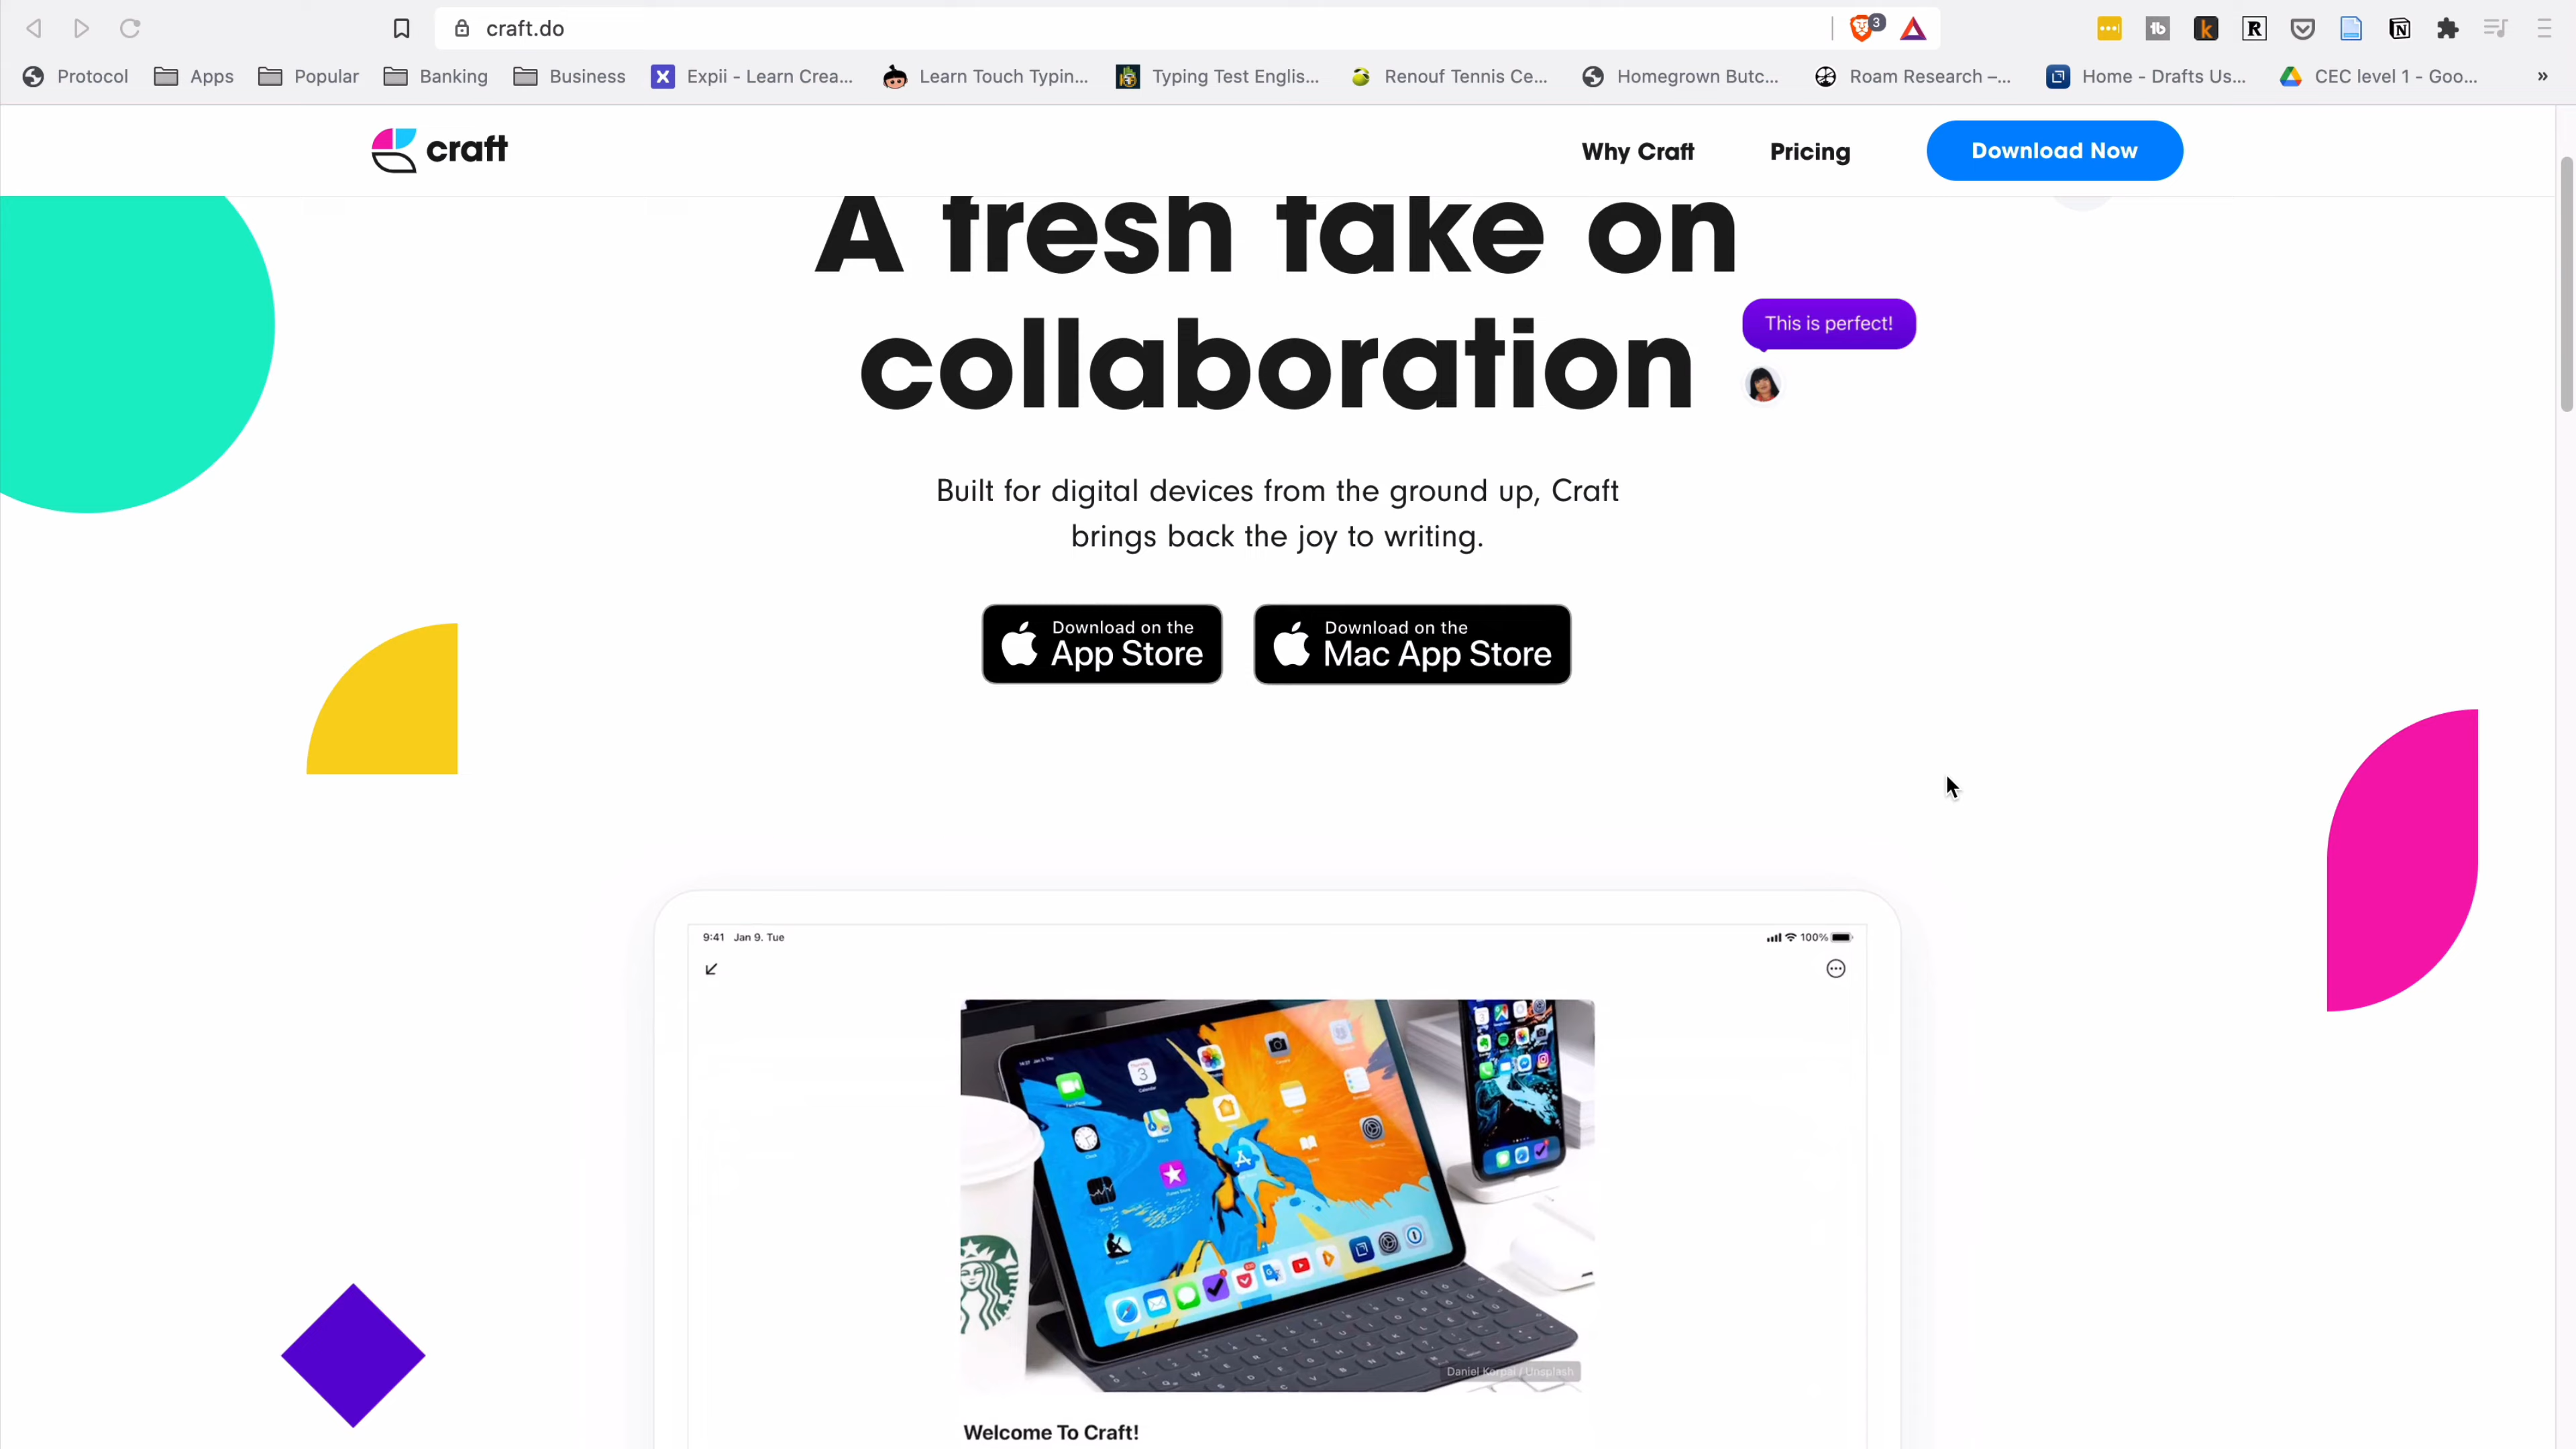 craft.do
3
Protocol
Apps
Popular
Banking
Business
Expii - Learn Crea...
Learn Touch Typin...
Typing Test Englis...
Renouf Tennis Ce...
Homegrown Butc...
Roam Research –...
Home - Drafts Us...
CEC level 1 - Goo...
»
craft
Why Craft
Pricing
Download Now
A fresh take on
collaboration
This is perfect!
Built for digital devices from the ground up, Craft
brings back the joy to writing.
Download on the
App Store
Download on the
Mac App Store
9:41 Jan 9. Tue
100%
Daniel Korpai / Unsplash
Welcome To Craft!